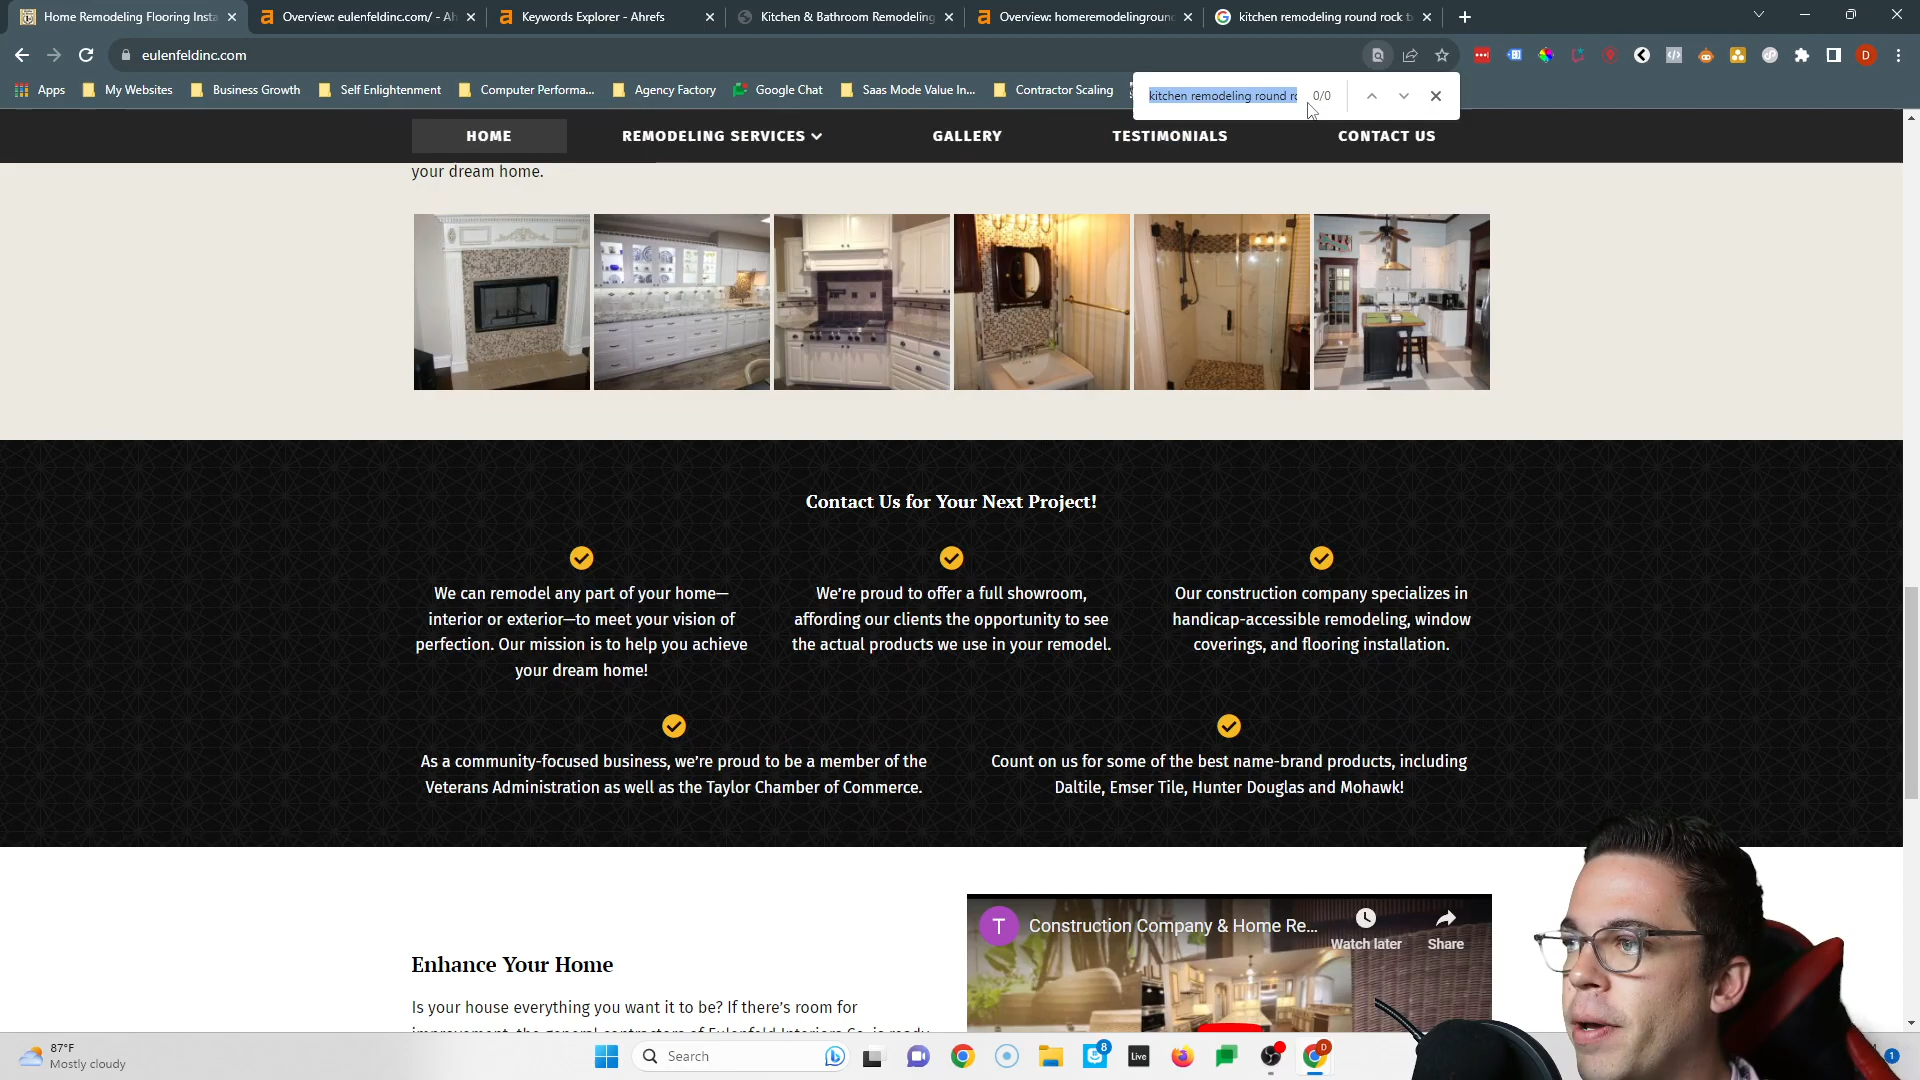 Home Remodeling Flooring Insta
Overview: eulenfeldinc.com/ - Ah
Keywords Explorer - Ahrefs
Kitchen & Bathroom Remodeling
Overview: homeremodelinground
kitchen remodeling round rock t
eulenfeldinc.com
Apps
My Websites
Business Growth
Self Enlightenment
Computer Performa...
Agency Factory
Google Chat
Saas Mode Value In...
Contractor Scaling
kitchen remodeling round ro
0/0
HOME
REMODELING SERVICES
GALLERY
TESTIMONIALS
CONTACT US
your dream home.
Contact Us for Your Next Project!
We can remodel any part of your home—
interior or exterior—to meet your vision of
perfection. Our mission is to help you achieve
your dream home!
We’re proud to offer a full showroom,
affording our clients the opportunity to see
the actual products we use in your remodel.
Our construction company specializes in
handicap-accessible remodeling, window
coverings, and flooring installation.
As a community-focused business, we’re proud to be a member of the
Veterans Administration as well as the Taylor Chamber of Commerce.
Count on us for some of the best name-brand products, including
Daltile, Emser Tile, Hunter Douglas and Mohawk!
Enhance Your Home
Is your house everything you want it to be? If there’s room for
T
Construction Company & Home Re...
Watch later
Share
87°F
Mostly cloudy
Search
8
Live
D
D
1